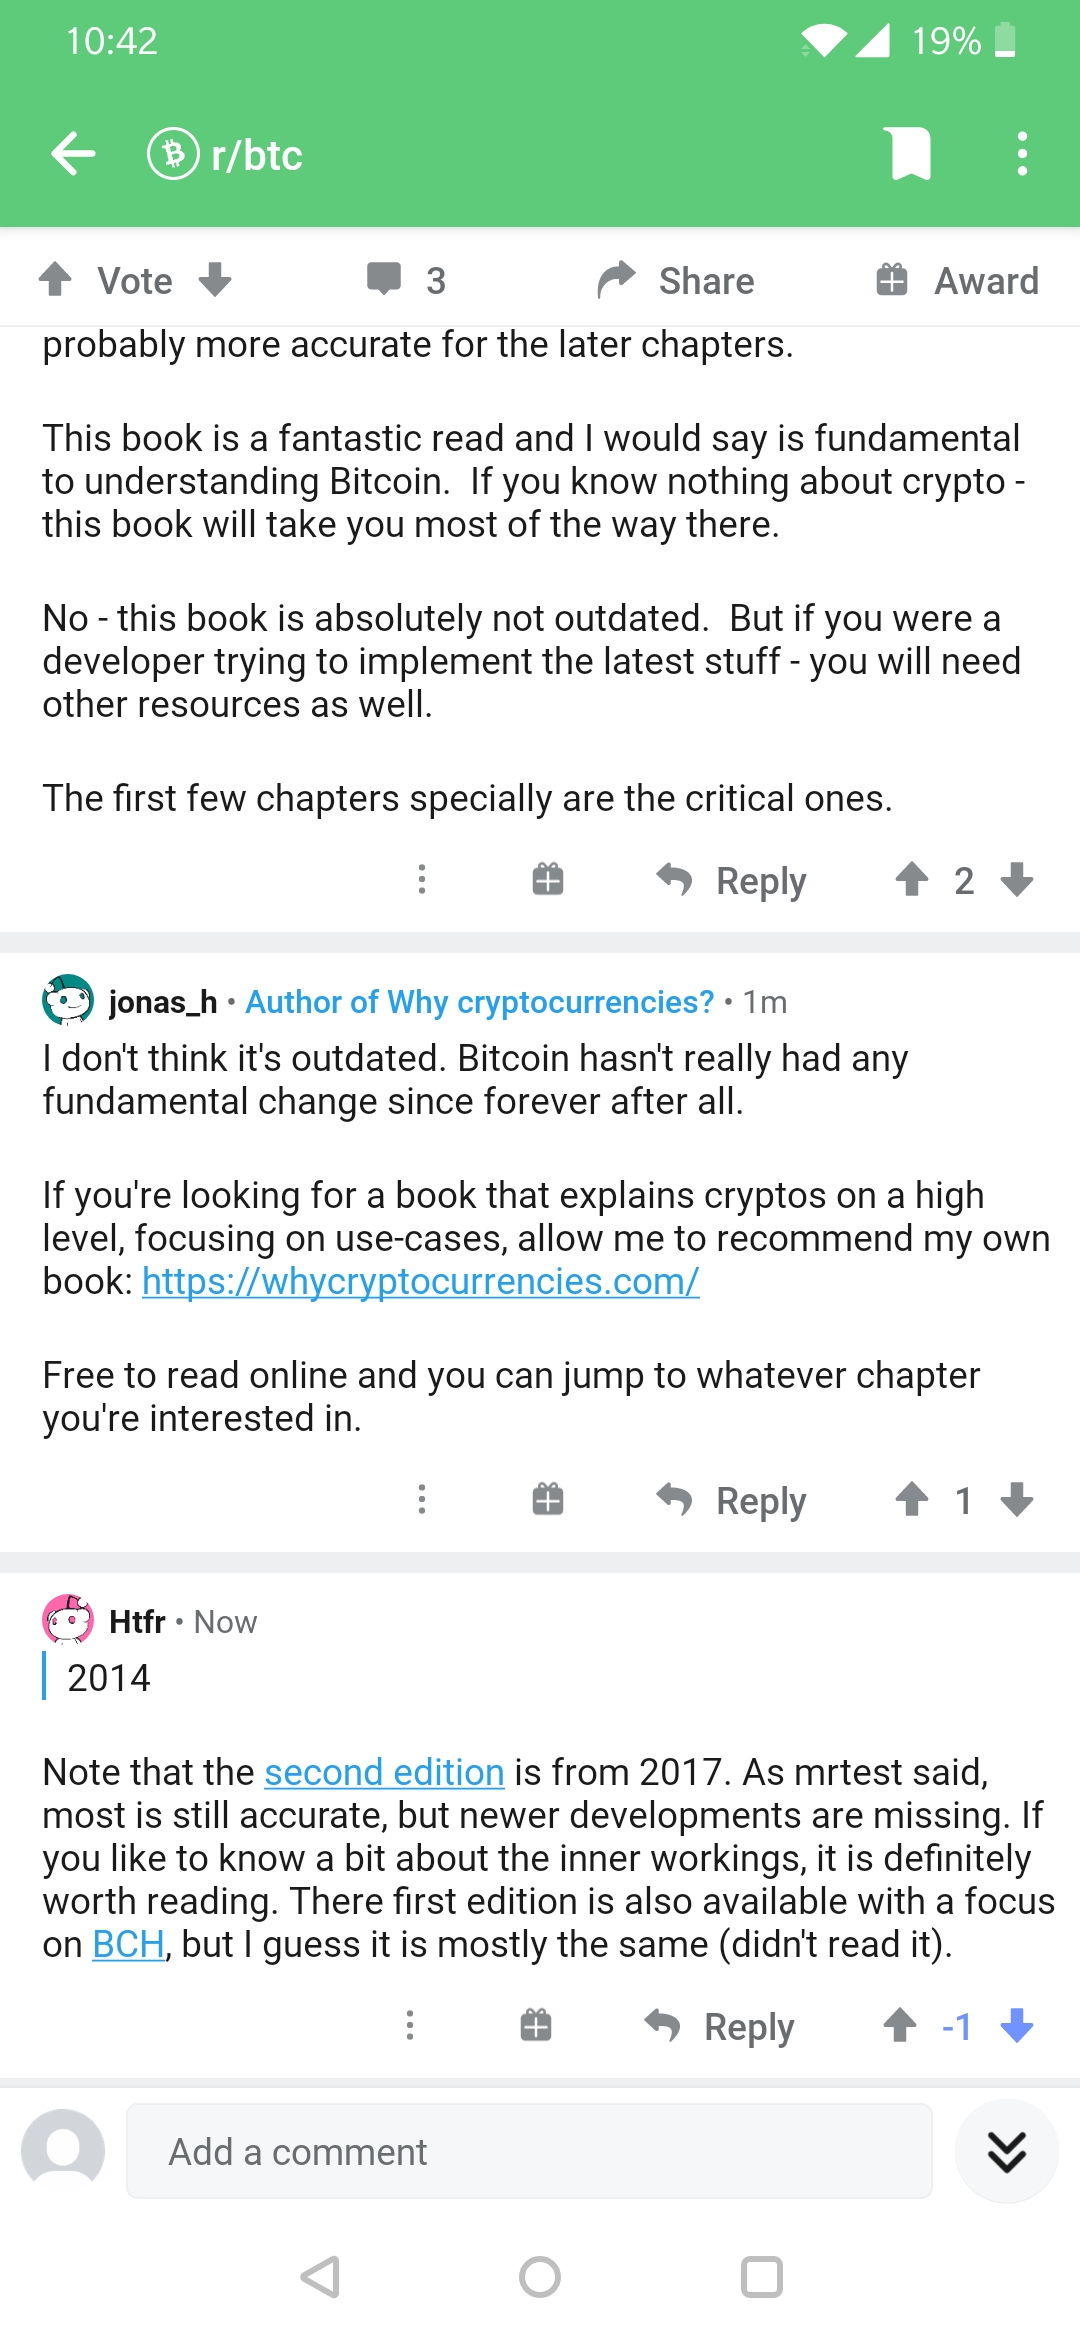 10:42
19%
r/btc
Vote
3
Share
Award
probably more accurate for the later chapters.
This book is a fantastic read and I would say is fundamental
to understanding Bitcoin.  If you know nothing about crypto -
this book will take you most of the way there.
No - this book is absolutely not outdated.  But if you were a
developer trying to implement the latest stuff - you will need
other resources as well.
The first few chapters specially are the critical ones.
Reply
2
jonas_h • Author of Why cryptocurrencies? • 1m
I don't think it's outdated. Bitcoin hasn't really had any
fundamental change since forever after all.
If you're looking for a book that explains cryptos on a high
level, focusing on use-cases, allow me to recommend my own
book: https://whycryptocurrencies.com/
Free to read online and you can jump to whatever chapter
you're interested in.
Reply
1
Htfr • Now
2014
Note that the second edition is from 2017. As mrtest said,
most is still accurate, but newer developments are missing. If
you like to know a bit about the inner workings, it is definitely
worth reading. There first edition is also available with a focus
on BCH, but I guess it is mostly the same (didn't read it).
Reply
-1
Add a comment